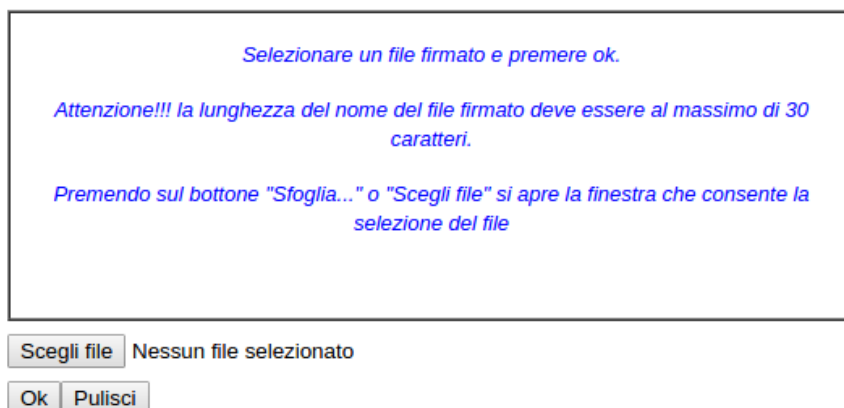 Selezionare un file firmato e premere ok.
Attenzione!!! la lunghezza del nome del file firmato deve essere al massimo di 30
caratteri.
Premendo sul bottone "Sfoglia..." o "Scegli file" si apre la finestra che consente la
selezione del file
Scegli file Nessun file selezionato
Ok Pulisci